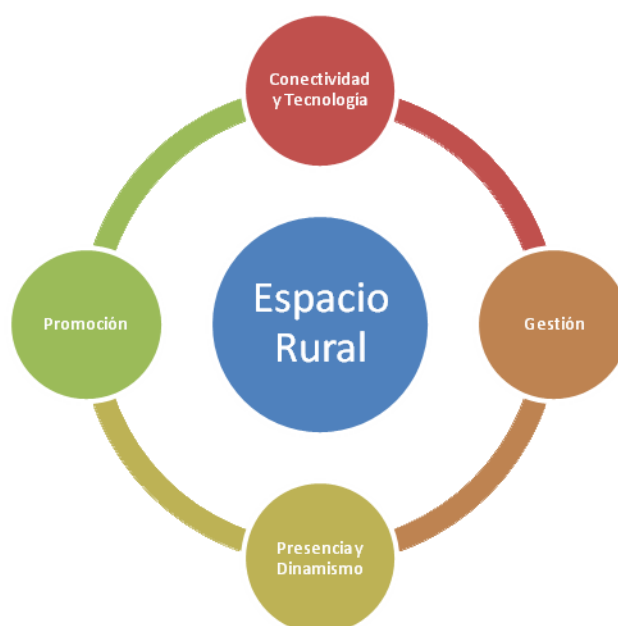 Conectividad
y Tecnología
Espacio
Rural
Promoción
Gestión
Presencia y
Dinamismo